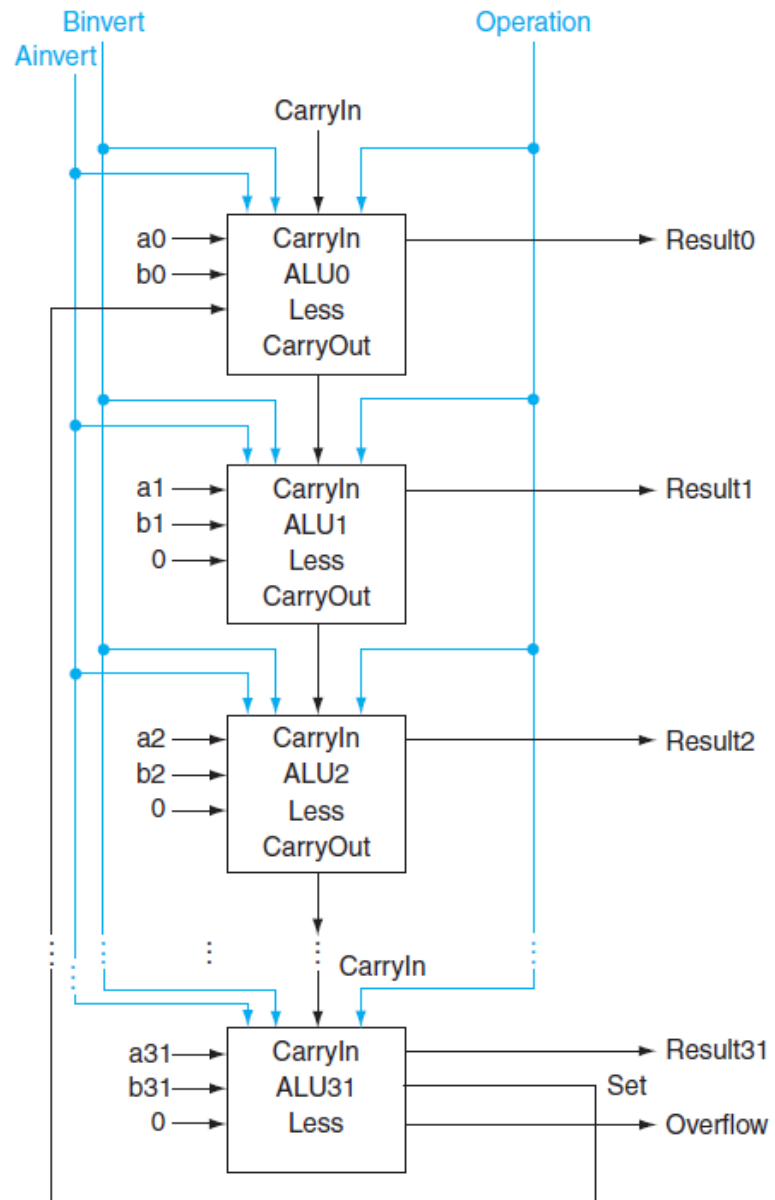 Binvert
Operation
Ainvert
CarryIn
a0
CarryIn
Result0
b0
ALU0
Less
CarryOut
a1
CarryIn
Result1
b1
ALU1
0
Less
CarryOut
a2
CarryIn
Result2
b2
ALU2
0
Less
CarryOut
CarryIn
a31
CarryIn
Result31
b31
ALU31
Set
0
Less
Overflow